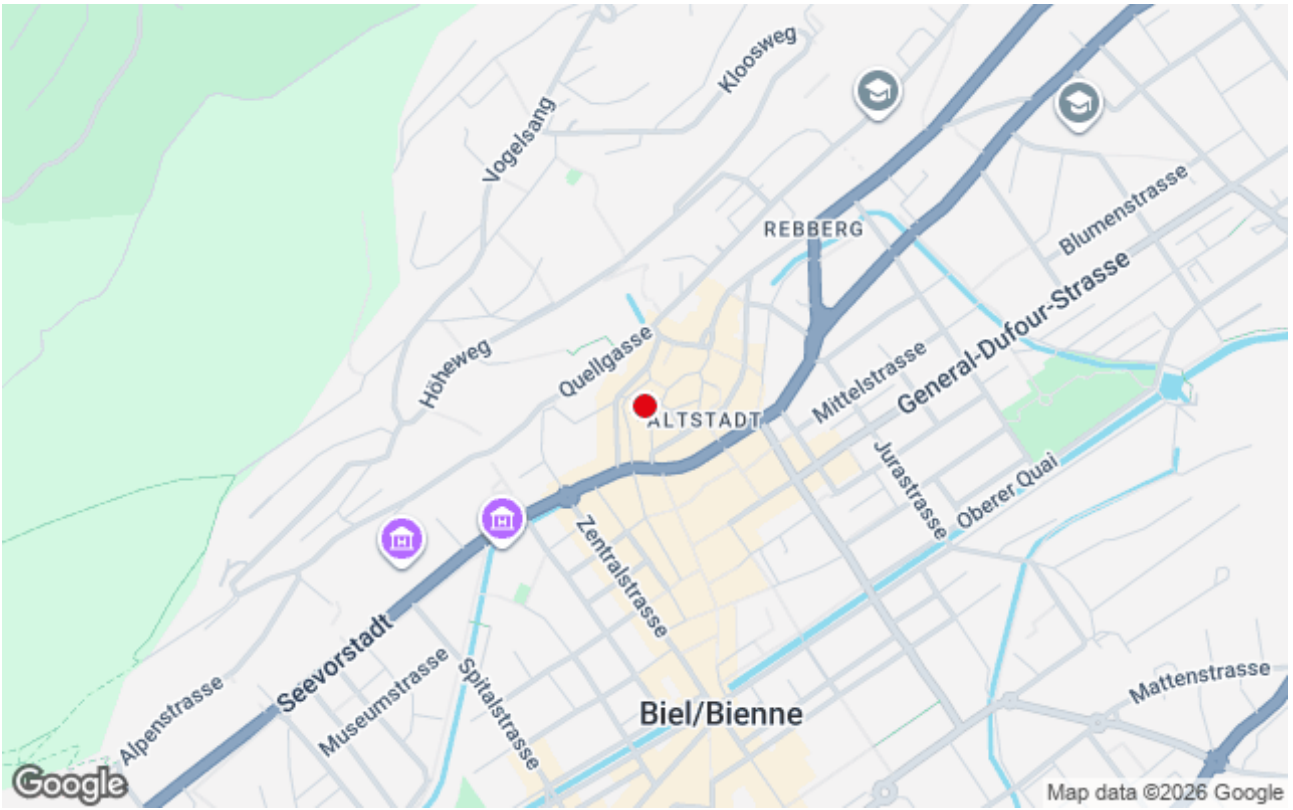 Kloosweg
Vogelsang
REBBERG
Blumenstrasse
General-Dufour-Strasse
Höheweg
Quellgasse
Mittelstrasse
ALTSTADT
Jurastrasse
Oberer Quai
Zentralstrasse
Seevorstadt
Museumstrasse
Spitalstrasse
Alpenstrasse
Mattenstrasse
Biel/Bienne
Google
Map data ©2026 Google